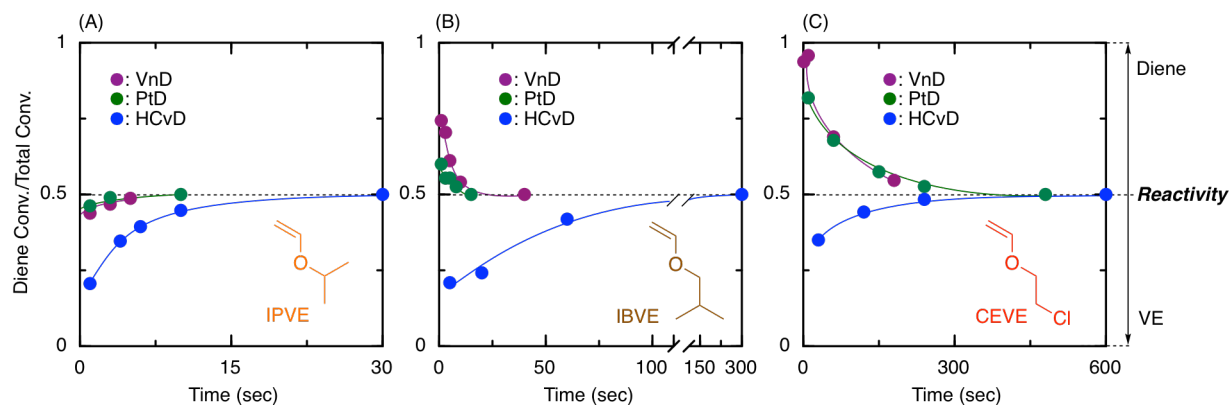 (A)
(B)
(C)
Diene Conv./Total Conv.
1
0.5
0
: VnD
: PtD
: HCvD
O
IPVE
0
15
30
Time (sec)
1
0.5
0
: VnD
: PtD
: HCvD
O
IBVE
0
50
100
150
300
Time (sec)
1
0.5
0
: VnD
: PtD
: HCvD
O
Cl
CEVE
0
300
600
Time (sec)
Diene
Reactivity
VE